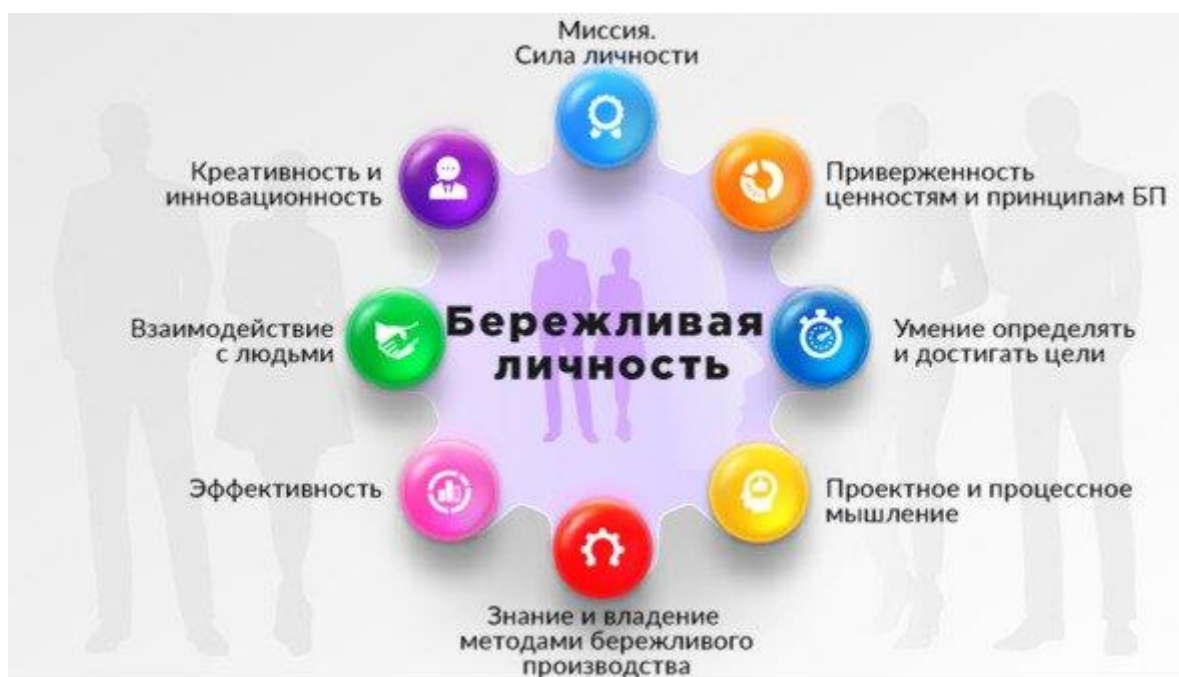 Миссия.
Сила личности
Креативность и
инновационность
Приверженность
ценностям и принципам БП
Взаимодействие
с людьми
Бережливая
личность
Умение определять
и достигать цели
Эффективность
Проектное и процессное
мышление
Знание и владение
методами бережливого
производства